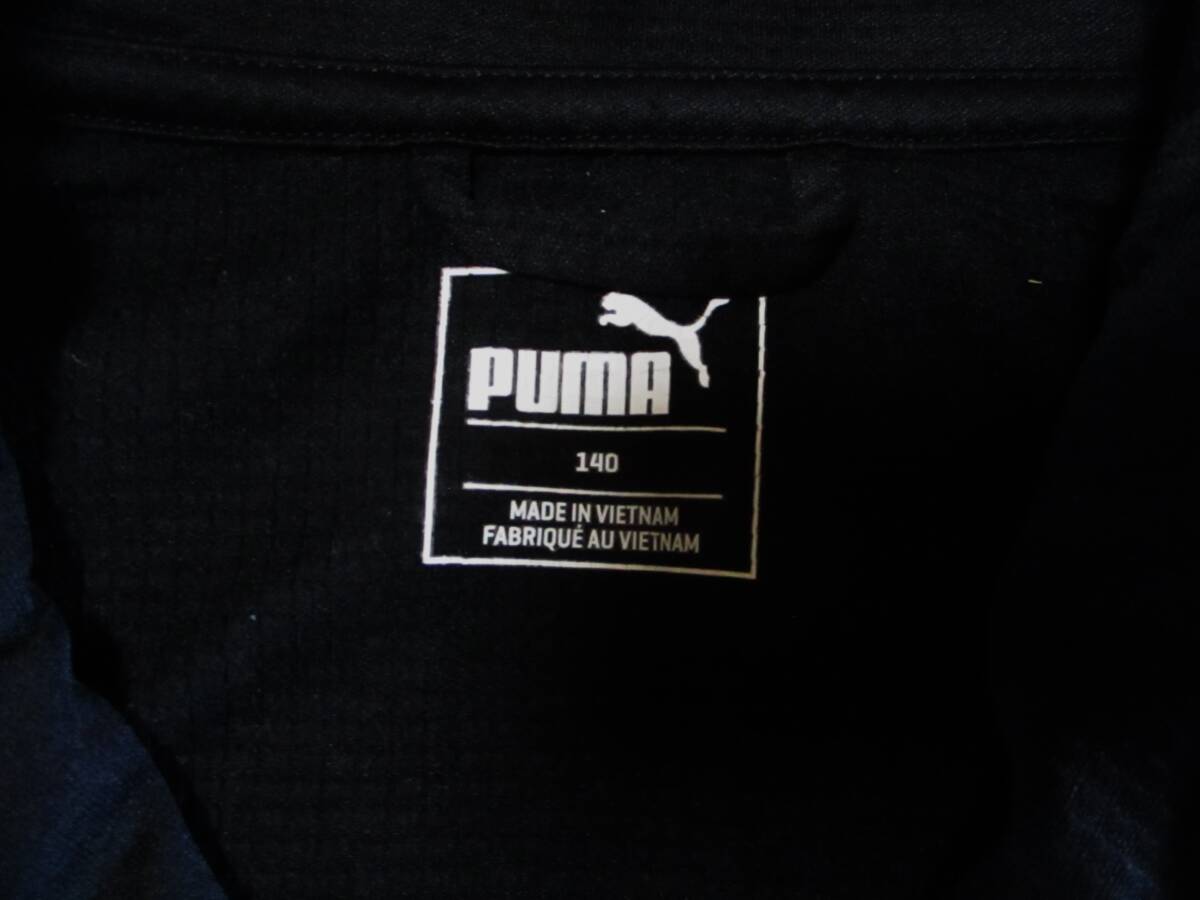 PUMA
140
MADE IN VIETNAM
FABRIQUÉ AU VIETNAM